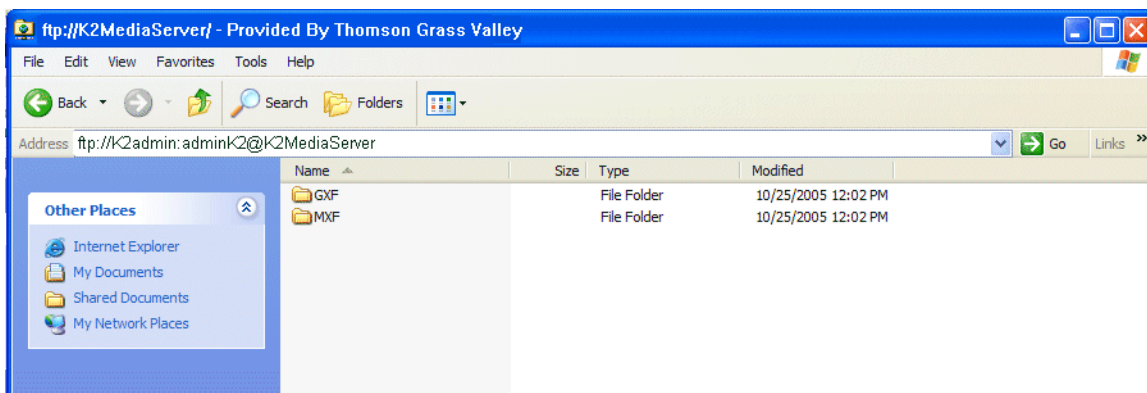 ftp://K2MediaServer/ - Provided By Thomson Grass Valley
File Edit View Favorites Tools Help
Back Search Folders
Address ftp://K2admin:adminK2@K2MediaServer Go Links »
Name Size Type Modified
GXF File Folder 10/25/2005 12:02 PM
MXF File Folder 10/25/2005 12:02 PM
Other Places
Internet Explorer
My Documents
Shared Documents
My Network Places